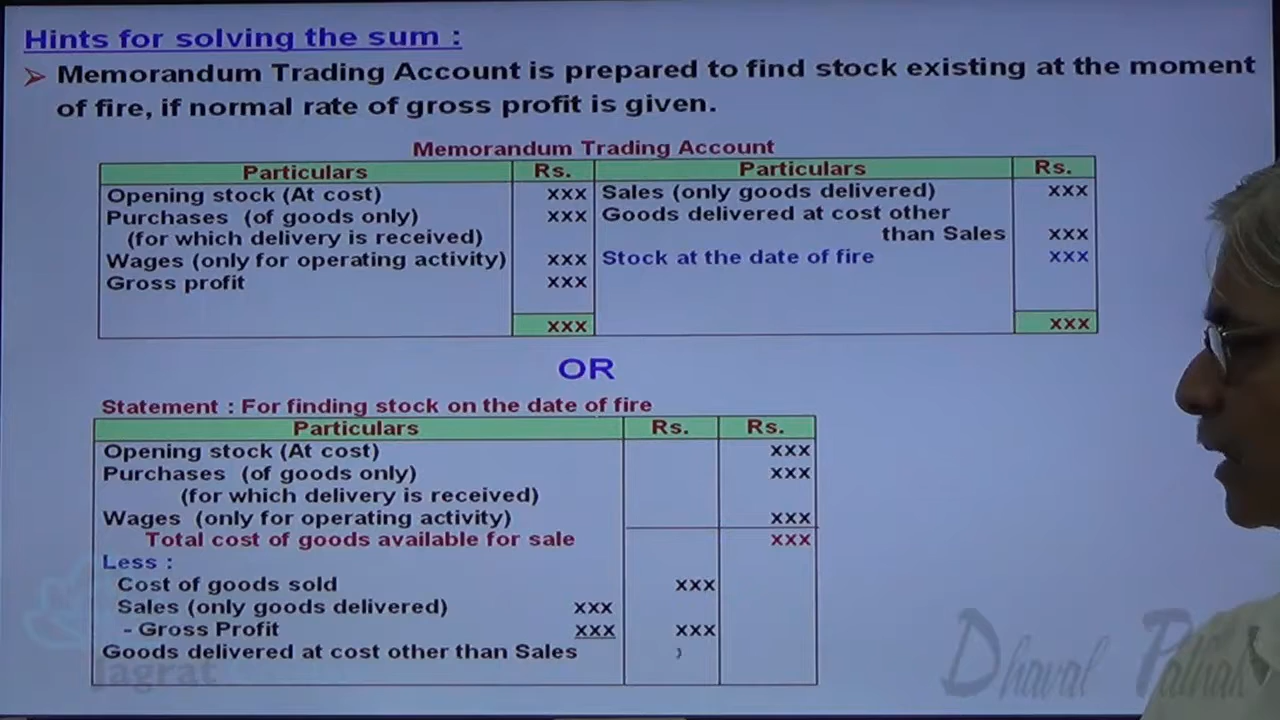 Hints for solving the sum :
➢ Memorandum Trading Account is prepared to find stock existing at the moment
of fire, if normal rate of gross profit is given.
Memorandum Trading Account
Particulars Rs. Particulars Rs.
Opening stock (At cost) xxx Sales (only goods delivered) xxx
Purchases (of goods only) xxx Goods delivered at cost other
(for which delivery is received) than Sales xxx
Wages (only for operating activity) xxx Stock at the date of fire xxx
Gross profit xxx
xxx xxx
OR
Statement : For finding stock on the date of fire
Particulars Rs. Rs.
Opening stock (At cost) xxx
Purchases (of goods only) xxx
(for which delivery is received)
Wages (only for operating activity) xxx
Total cost of goods available for sale xxx
Less :
Cost of goods sold xxx
Sales (only goods delivered) xxx
- Gross Profit xxx xxx
Goods delivered at cost other than Sales
Jagrat
Dhaval Pathak